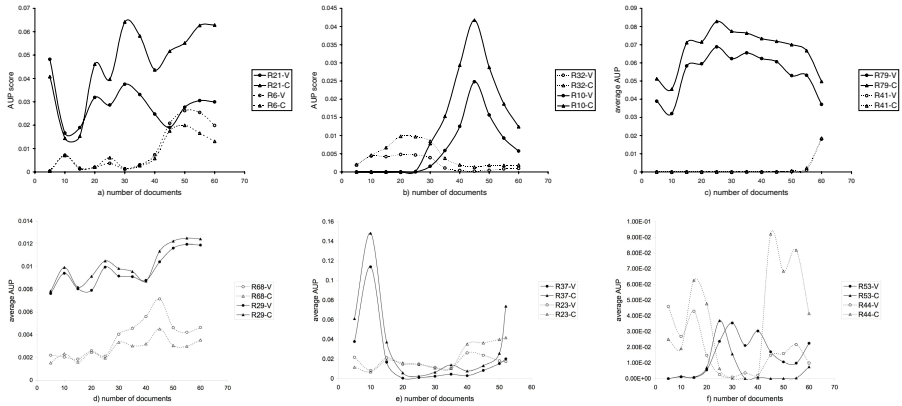 0.07
0.06
0.05
0.04
0.03
0.02
0.01
0
AUP score
0 10 20 30 40 50 60 70
a) number of documents
R21-V
R21-C
R6-V
R6-C
0.045
0.04
0.035
0.03
0.025
0.02
0.015
0.01
0.005
0
AUP score
0 10 20 30 40 50 60 70
b) number of documents
R32-V
R32-C
R10-V
R10-C
0.09
0.08
0.07
0.06
0.05
0.04
0.03
0.02
0.01
0
average AUP
0 10 20 30 40 50 60 70
c) number of documents
R79-V
R79-C
R41-V
R41-C
0.014
0.012
0.01
0.008
0.006
0.004
0.002
0
average AUP
0 10 20 30 40 50 60 70
d) number of documents
R68-V
R68-C
R29-V
R29-C
0.16
0.14
0.12
0.1
0.08
0.06
0.04
0.02
0
average AUP
0 10 20 30 40 50 60
e) number of documents
R37-V
R37-C
R23-V
R23-C
1.00E-01
9.00E-02
8.00E-02
7.00E-02
6.00E-02
5.00E-02
4.00E-02
3.00E-02
2.00E-02
1.00E-02
0.00E+00
average AUP
0 10 20 30 40 50 60 70
f) number of documents
R53-V
R53-C
R44-V
R44-C